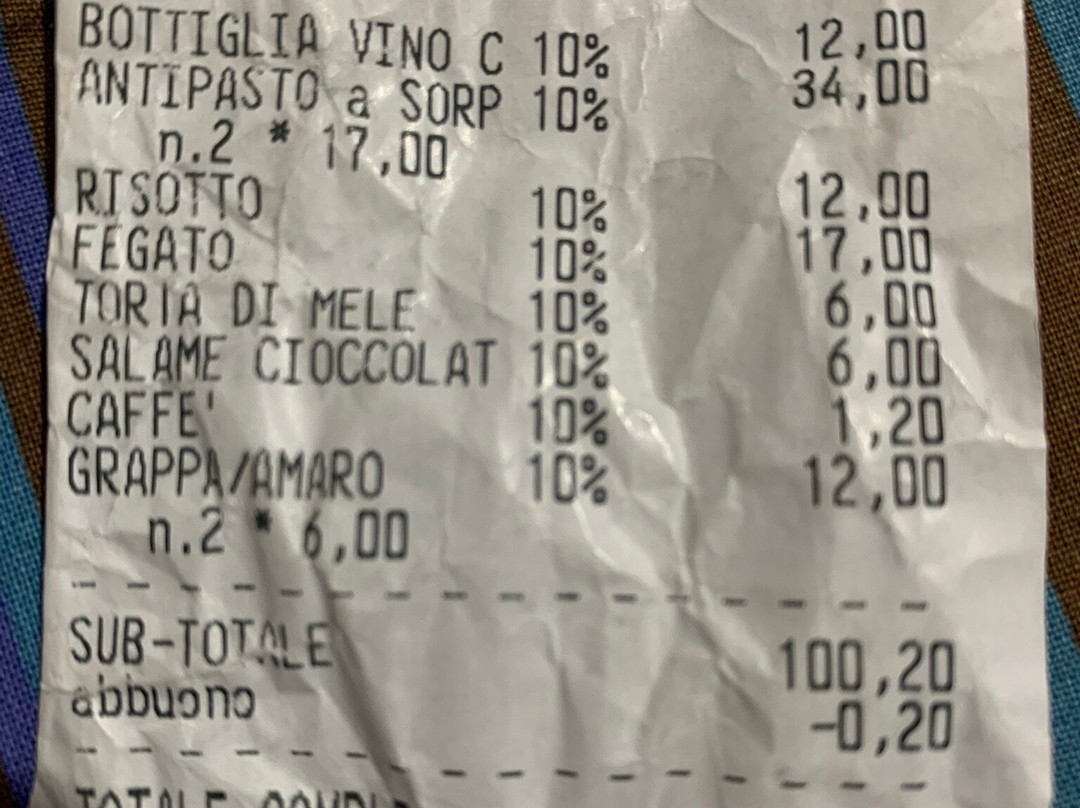 BOTTIGLIA VINO C 10% 12,00
ANTIPASTO a SORP 10% 34,00
n.2 * 17,00
RISOTTO 10% 12,00
FEGATO 10% 17,00
TORTA DI MELE 10% 6,00
SALAME CIOCCOLAT 10% 6,00
CAFFE' 10% 1,20
GRAPPA/AMARO 10% 12,00
n.2 * 6,00
SUB-TOTALE 100,20
abbuono -0,20
TOTALE